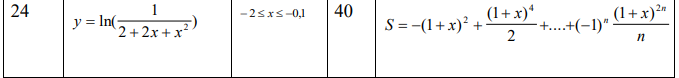 24 y = ln(1/(2 + 2x + x²)) - 2 ≤ x ≤ -0,1 40 S = -(1 + x)² + (1 + x)⁴/2 + .... + (-1)ⁿ (1 + x)²ⁿ/n